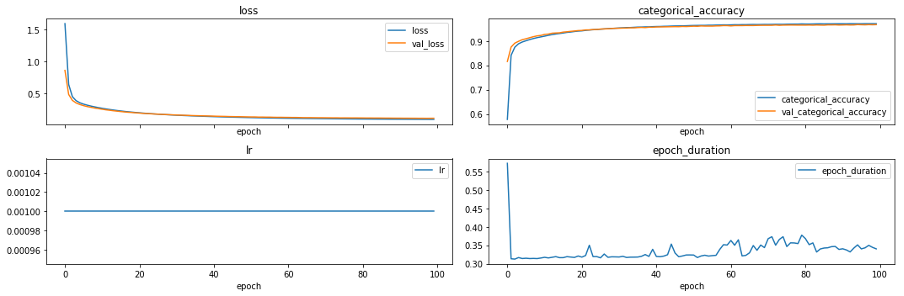 loss
1.5
1.0
0.5
loss
val_loss
epoch
categorical_accuracy
0.9
0.8
0.7
0.6
categorical_accuracy
val_categorical_accuracy
epoch
lr
0.00104
0.00102
0.00100
0.00098
0.00096
lr
0 20 40 60 80 100
epoch
epoch_duration
0.55
0.50
0.45
0.40
0.35
0.30
epoch_duration
0 20 40 60 80 100
epoch